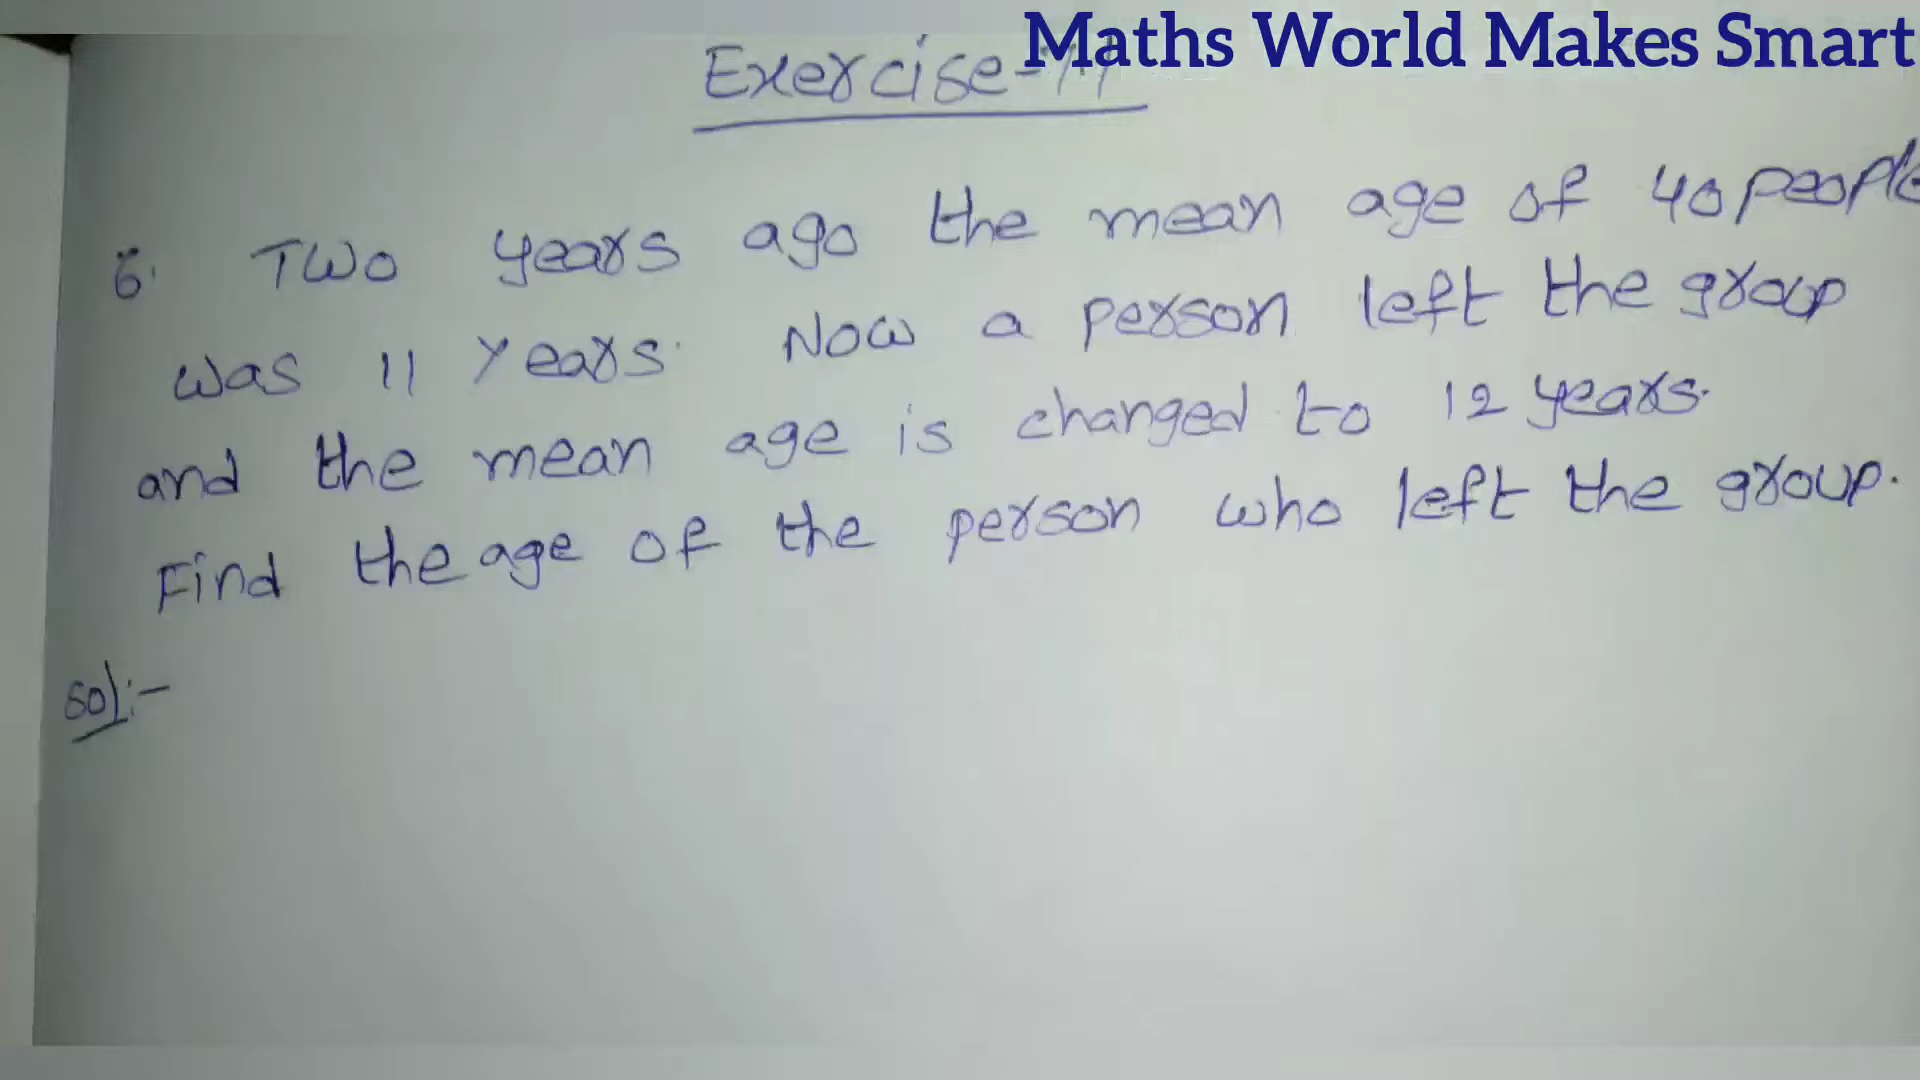 Maths World Makes Smart
Exercise-7.1
6. Two years ago the mean age of 40 people
was 11 years. Now a person left the group
and the mean age is changed to 12 years.
Find the age of the person who left the group.
Sol:-